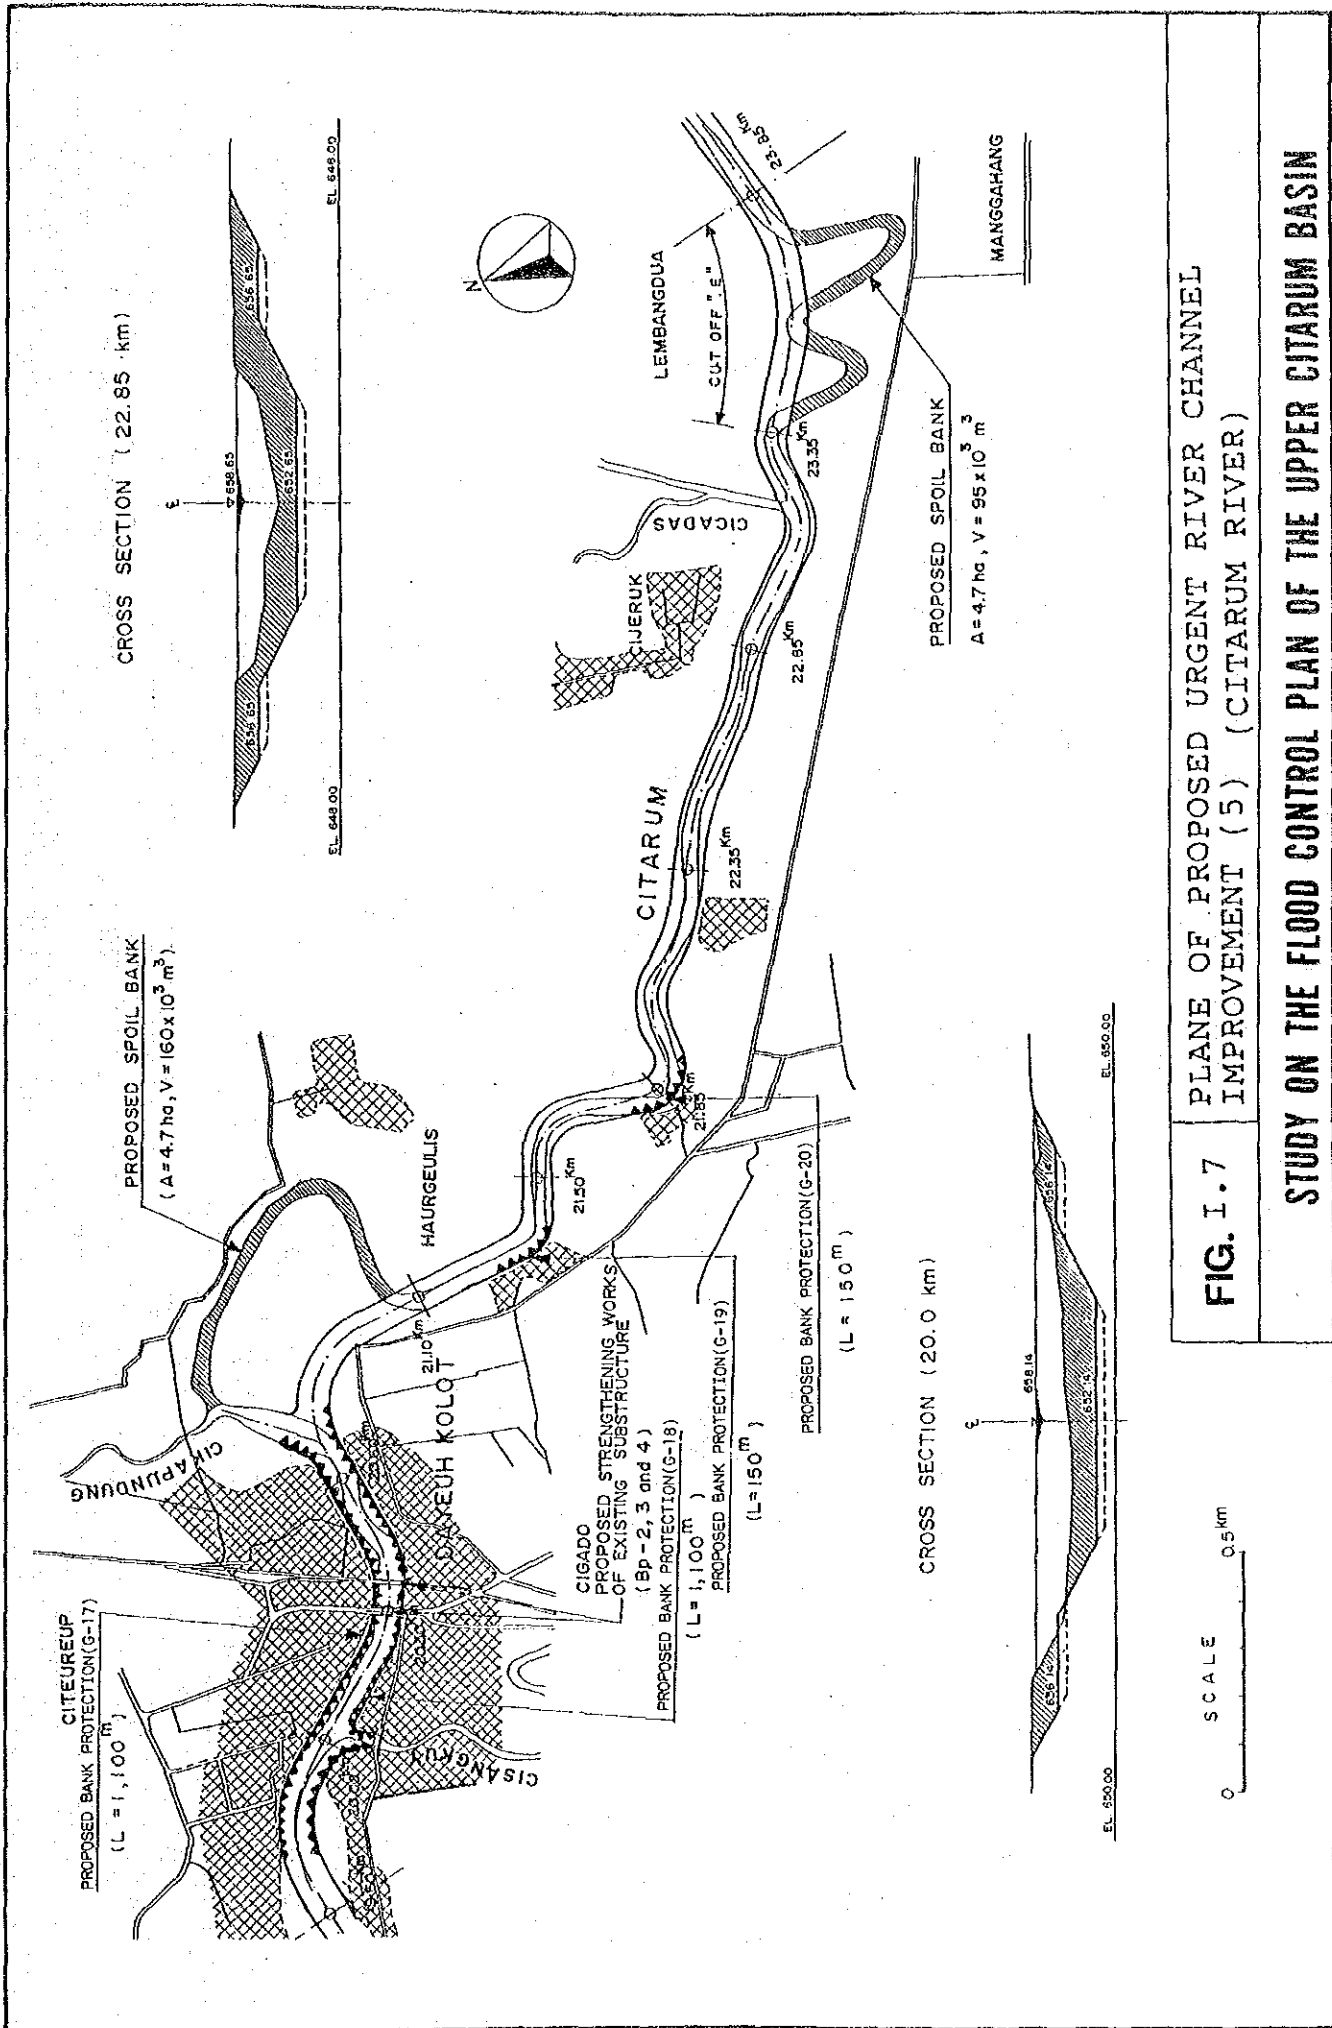 CITEUREUP
PROPOSED BANK PROTECTION(G-17)
(L = 1,100 m)
PROPOSED SPOIL BANK
(A = 4.7 ha, V = 160 x 10³ m³)
CROSS SECTION (22.85 km)
℄
▽ 658.65
656.65
656.65
652.65
EL. 648.00
EL. 648.00
N
CIKAPUNDUNG
HAURGEULIS
DAYEUH KOLOT
CISANGKUY
20.0
21.10 Km
21.50 Km
21.85 Km
CITARUM
22.35 Km
22.85 Km
CIJERUK
CICADAS
23.35 Km
LEMBANGDUA
CUT OFF "E"
23.85 Km
MANGGAHANG
PROPOSED SPOIL BANK
A = 4.7 ha, V = 95 x 10³ m³
CIGADO
PROPOSED STRENGTHENING WORKS
OF EXISTING SUBSTRUCTURE
(Bp-2, 3 and 4)
PROPOSED BANK PROTECTION(G-18)
(L = 1,100 m)
PROPOSED BANK PROTECTION(G-19)
(L = 150 m)
PROPOSED BANK PROTECTION(G-20)
(L = 150 m)
CROSS SECTION (20.0 km)
℄
658.14
656.14
656.14
652.14
EL. 650.00
EL. 650.00
SCALE
0
0.5 km
FIG. I.7
PLANE OF PROPOSED URGENT RIVER CHANNEL
IMPROVEMENT (5) (CITARUM RIVER)
STUDY ON THE FLOOD CONTROL PLAN OF THE UPPER CITARUM BASIN